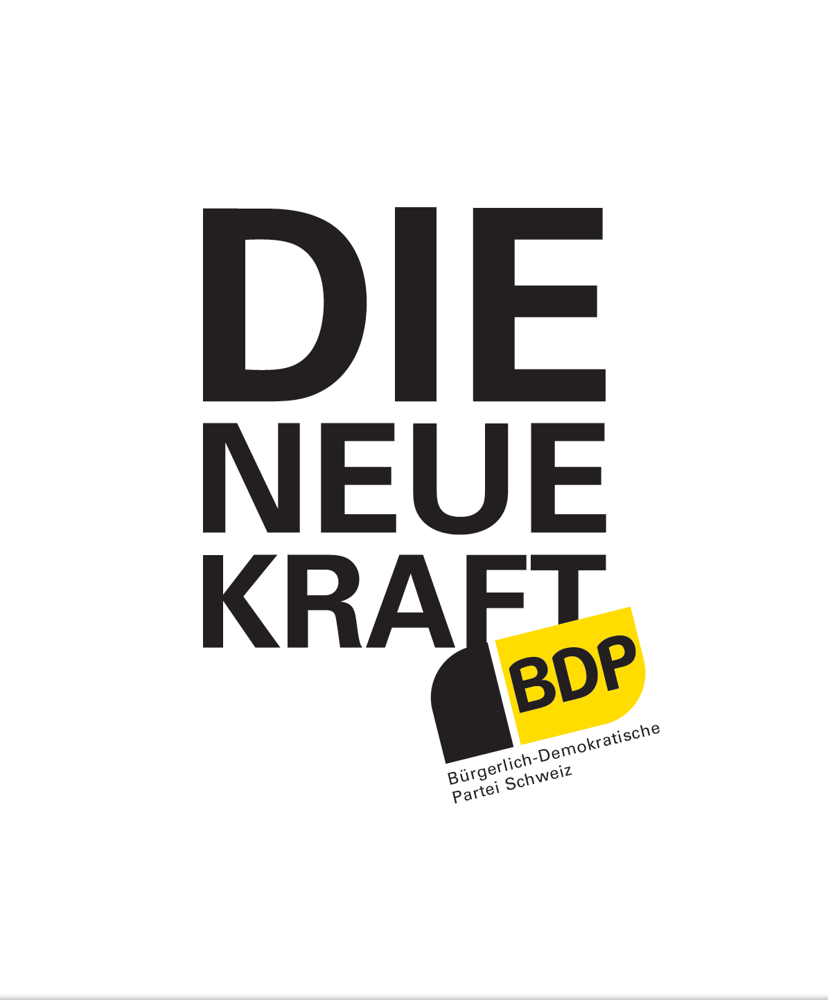 DIE
NEUE
KRAFT
BDP
Bürgerlich-Demokratische
Partei Schweiz